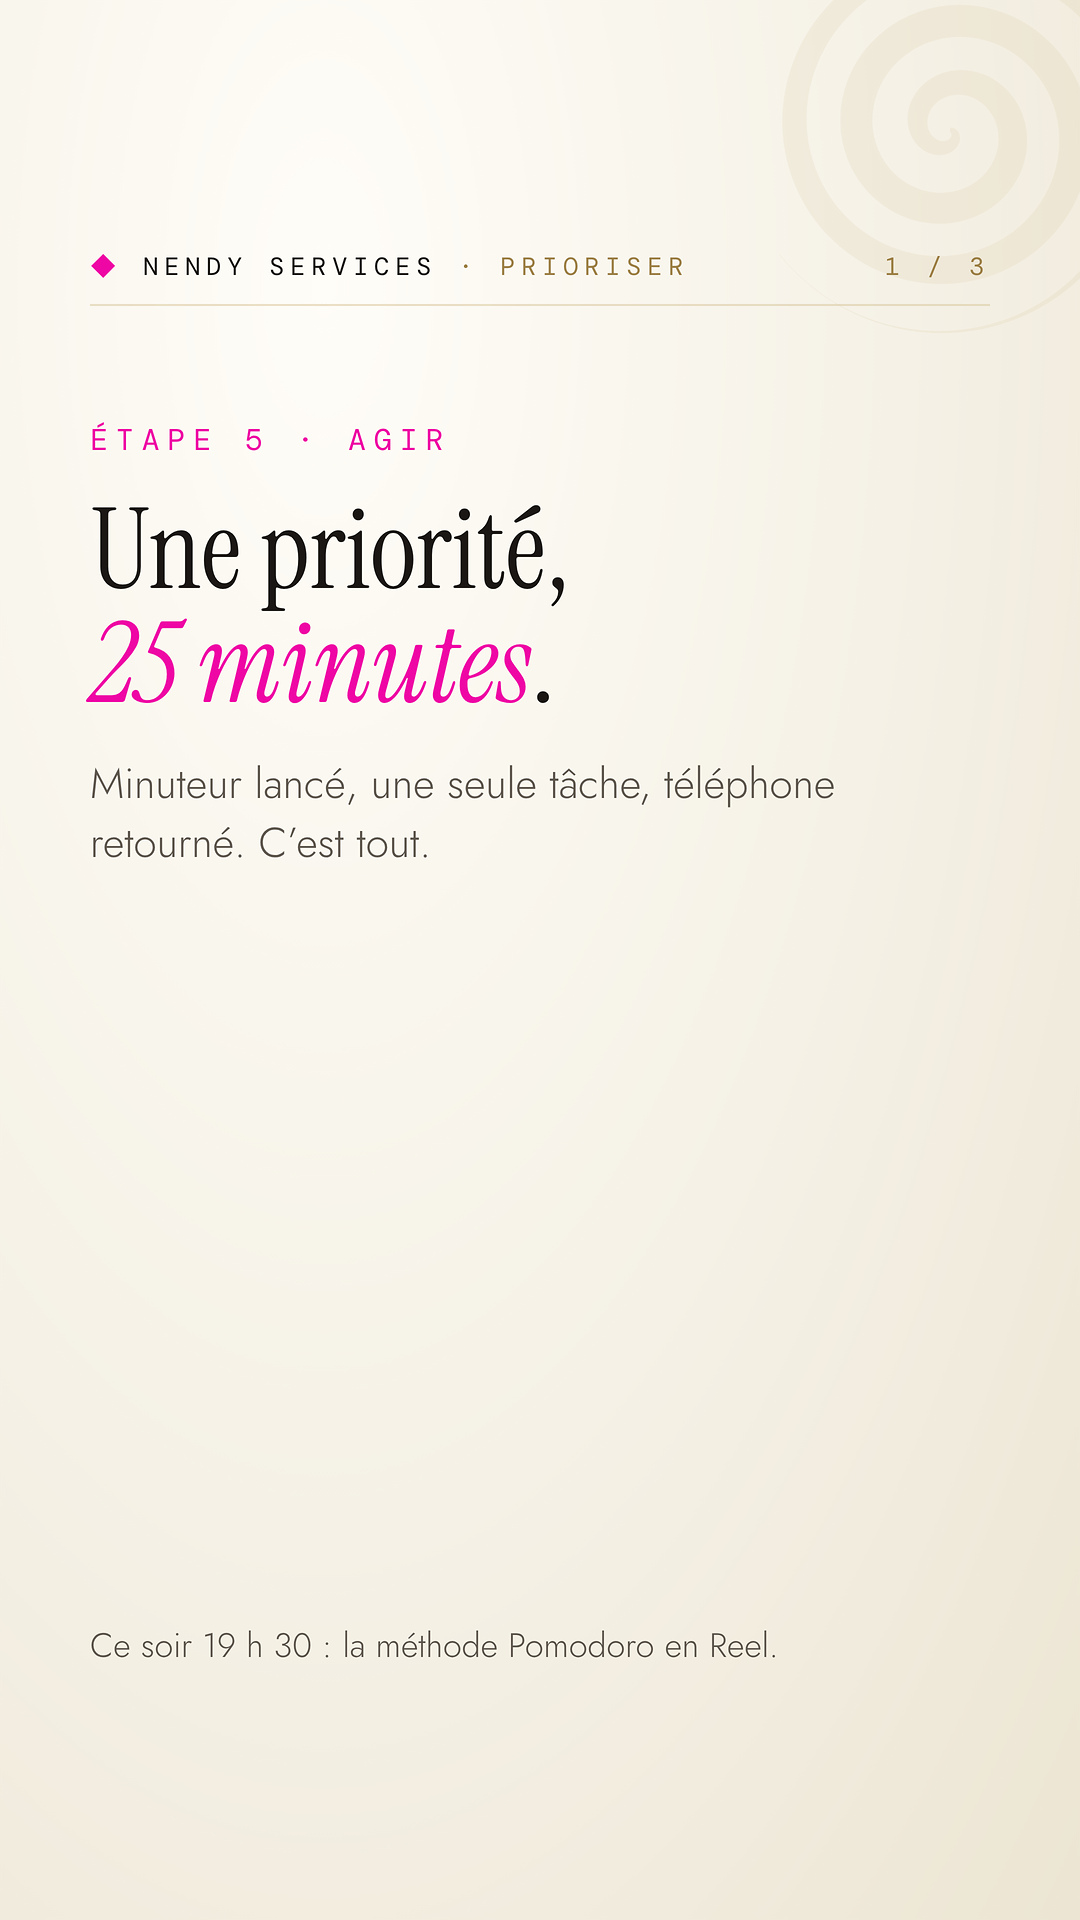 ◆ NENDY SERVICES · PRIORISER 1 / 3
ÉTAPE 5 · AGIR
Une priorité,
25 minutes.
Minuteur lancé, une seule tâche, téléphone
retourné. C’est tout.
Ce soir 19 h 30 : la méthode Pomodoro en Reel.